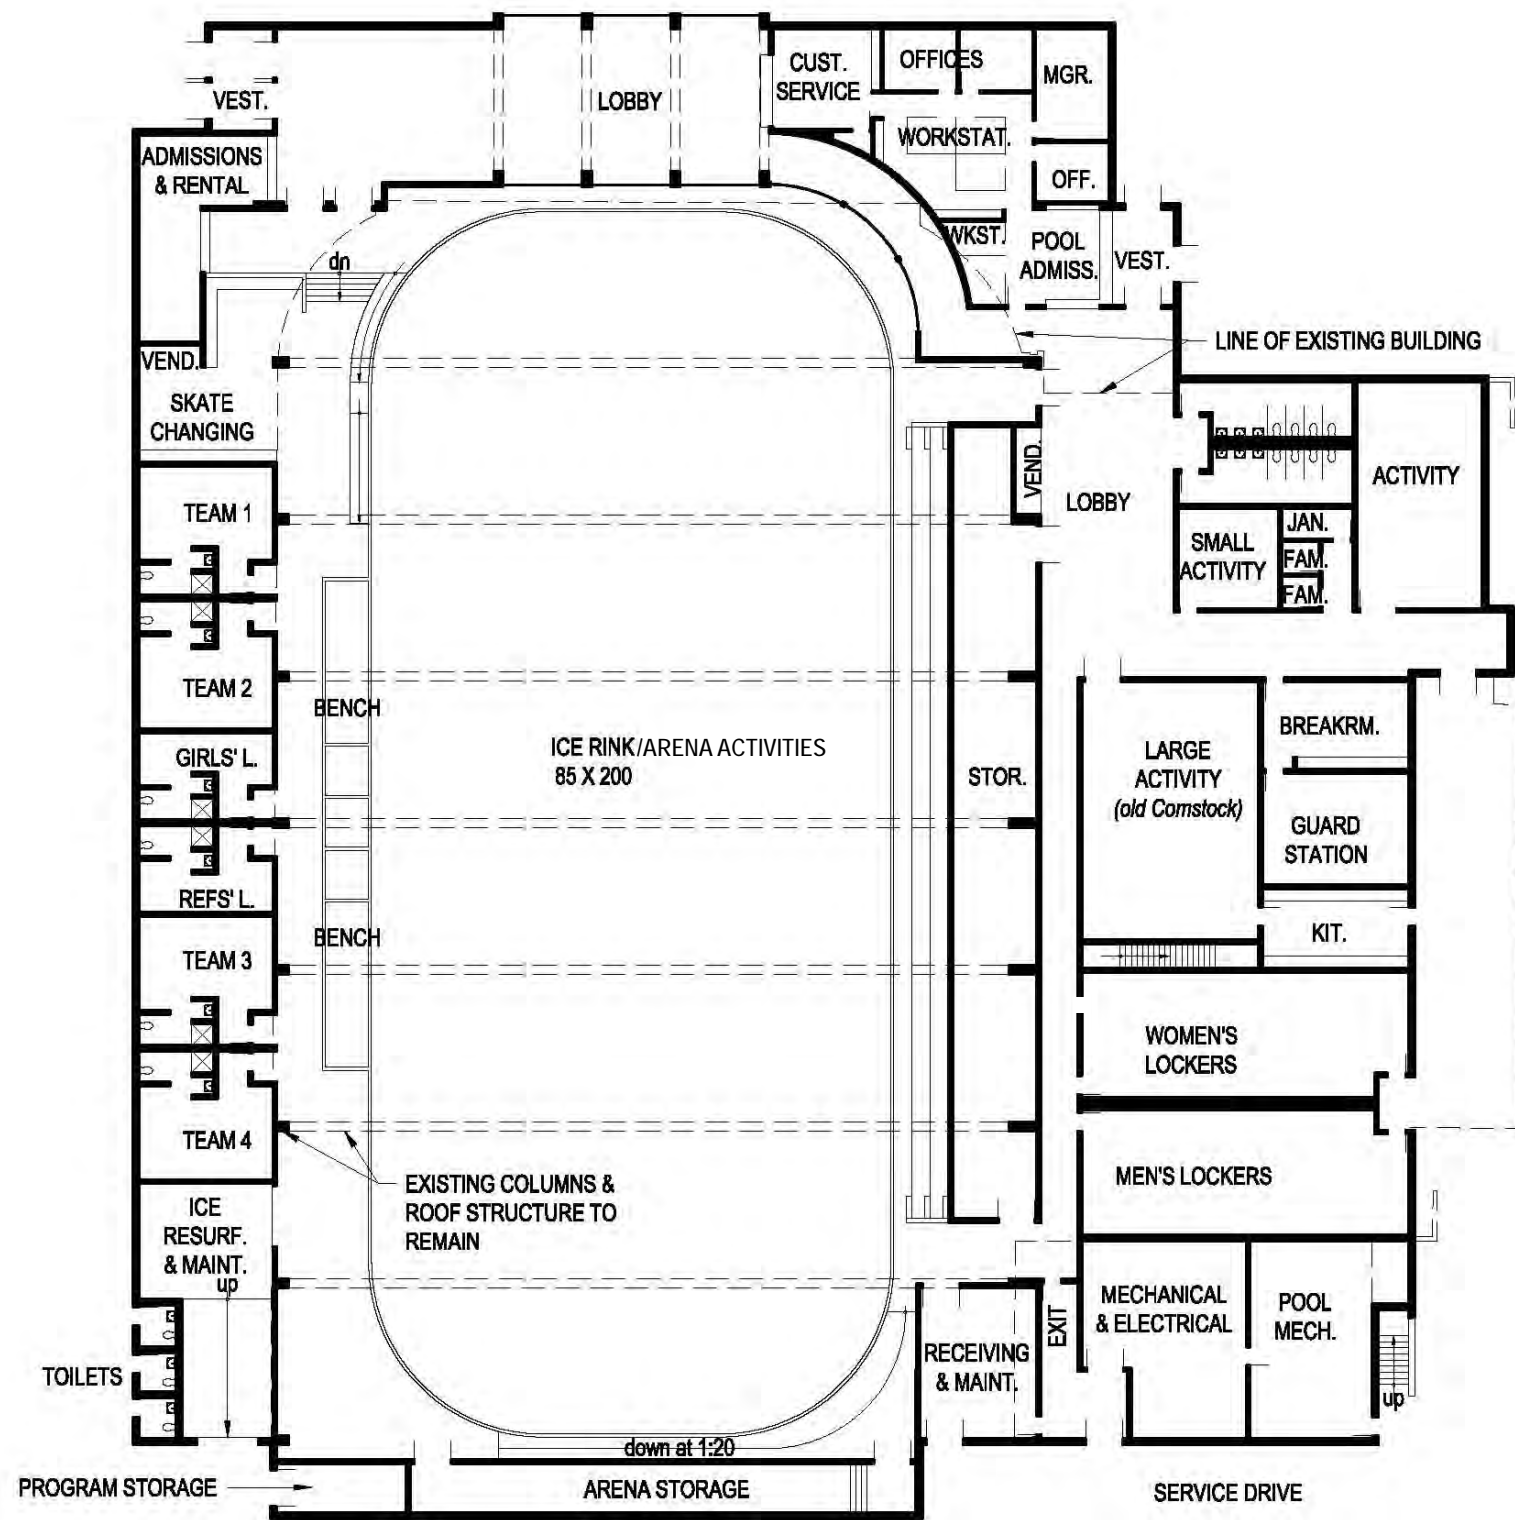 CUST.
SERVICE
OFFICES
MGR.
VEST.
LOBBY
WORKSTAT.
ADMISSIONS
& RENTAL
OFF.
WKST.
POOL
ADMISS.
VEST.
dn
LINE OF EXISTING BUILDING
VEND.
SKATE
CHANGING
VEND.
LOBBY
ACTIVITY
TEAM 1
JAN.
SMALL
ACTIVITY
FAM.
FAM.
TEAM 2
BENCH
BREAKRM.
GIRLS' L.
ICE RINK/ARENA ACTIVITIES
85 X 200
STOR.
LARGE
ACTIVITY
(old Comstock)
GUARD
STATION
REFS' L.
BENCH
KIT.
TEAM 3
WOMEN'S
LOCKERS
TEAM 4
EXISTING COLUMNS &
ROOF STRUCTURE TO
REMAIN
MEN'S LOCKERS
ICE
RESURF.
& MAINT.
up
MECHANICAL
& ELECTRICAL
POOL
MECH.
EXIT
RECEIVING
& MAINT.
TOILETS
up
down at 1:20
PROGRAM STORAGE
ARENA STORAGE
SERVICE DRIVE